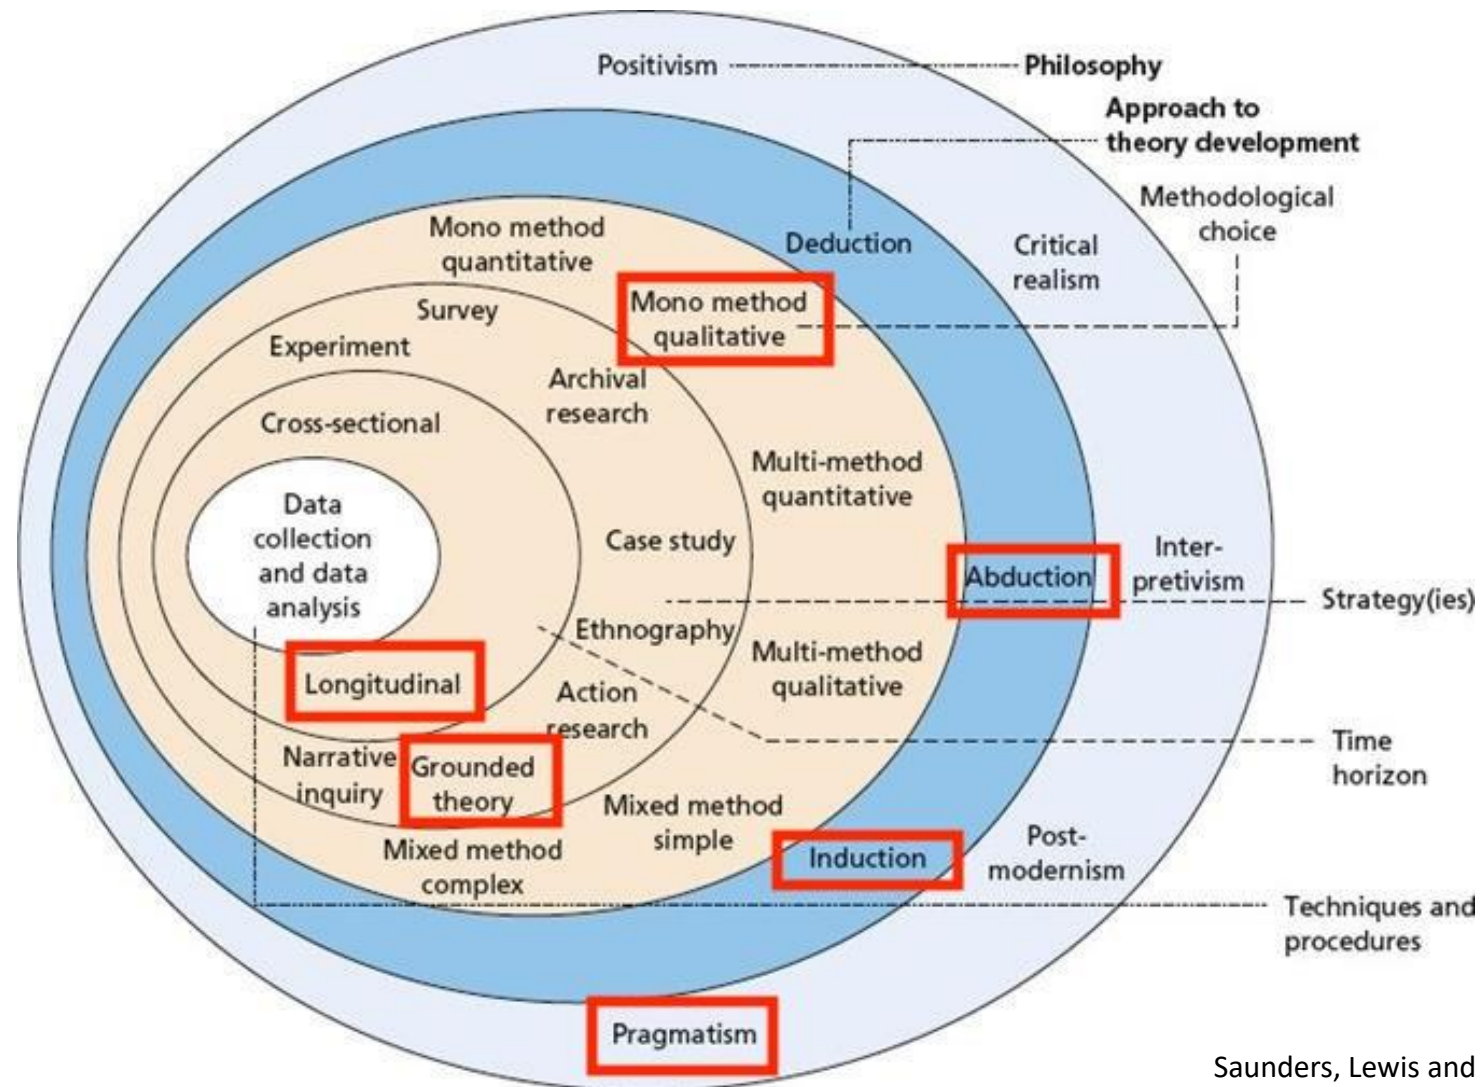 Positivism
Philosophy
Approach to
theory development
Methodological
choice
Deduction
Critical
realism
Mono method
quantitative
Mono method
qualitative
Survey
Experiment
Archival
research
Cross-sectional
Multi-method
quantitative
Data
collection
and data
analysis
Case study
Abduction
Inter-
pretivism
Strategy(ies)
Ethnography
Multi-method
qualitative
Longitudinal
Action
research
Time
horizon
Narrative
inquiry
Grounded
theory
Mixed method
simple
Mixed method
complex
Induction
Post-
modernism
Techniques and
procedures
Pragmatism
Saunders, Lewis and